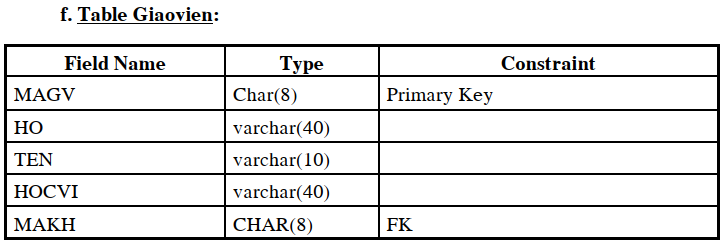 f. Table Giaovien:
Field Name Type Constraint
MAGV Char(8) Primary Key
HO varchar(40)
TEN varchar(10)
HOCVI varchar(40)
MAKH CHAR(8) FK